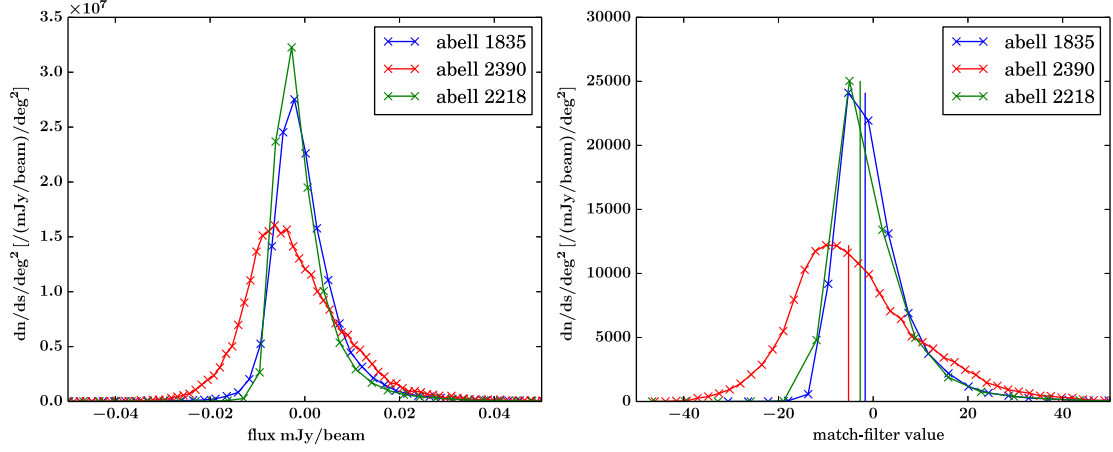 ×10⁷
3.5
3.0
2.5
2.0
1.5
1.0
0.5
0.0
dn/ds/deg² [/(mJy/beam)/deg²]
−0.04
−0.02
0.00
0.02
0.04
flux mJy/beam
abell 1835
abell 2390
abell 2218
30000
25000
20000
15000
10000
5000
0
dn/ds/deg² [/(mJy/beam)/deg²]
−40
−20
0
20
40
match-filter value
abell 1835
abell 2390
abell 2218